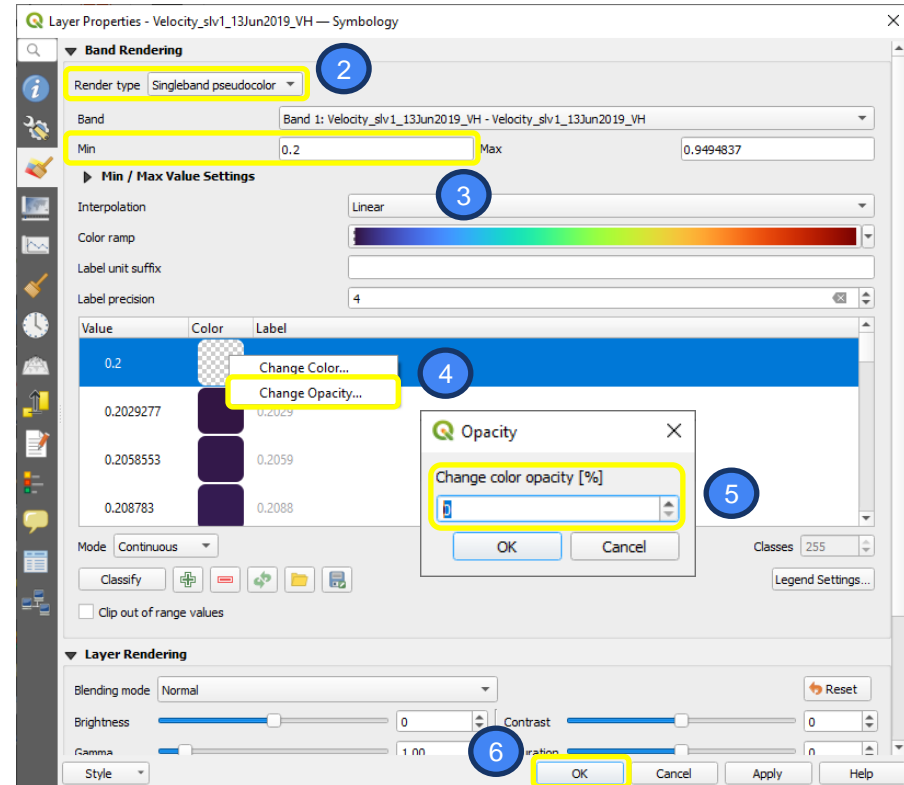 Layer Properties - Velocity_slv1_13Jun2019_VH — Symbology
Band Rendering
2
Render type Singleband pseudocolor
Band Band 1: Velocity_slv1_13Jun2019_VH - Velocity_slv1_13Jun2019_VH
Min 0.2 Max 0.9494837
Min / Max Value Settings
3
Interpolation Linear
Color ramp
Label unit suffix
Label precision 4
Value Color Label
0.2
Change Color...
4
Change Opacity...
0.2029277 0.2029
Opacity
0.2058553 0.2059
Change color opacity [%]
5
0
0.208783 0.2088
OK Cancel
Mode Continuous Classes 255
Classify Legend Settings...
Clip out of range values
Layer Rendering
Blending mode Normal Reset
Brightness 0 Contrast 0
6
Gamma 1.00 0
Style OK Cancel Apply Help